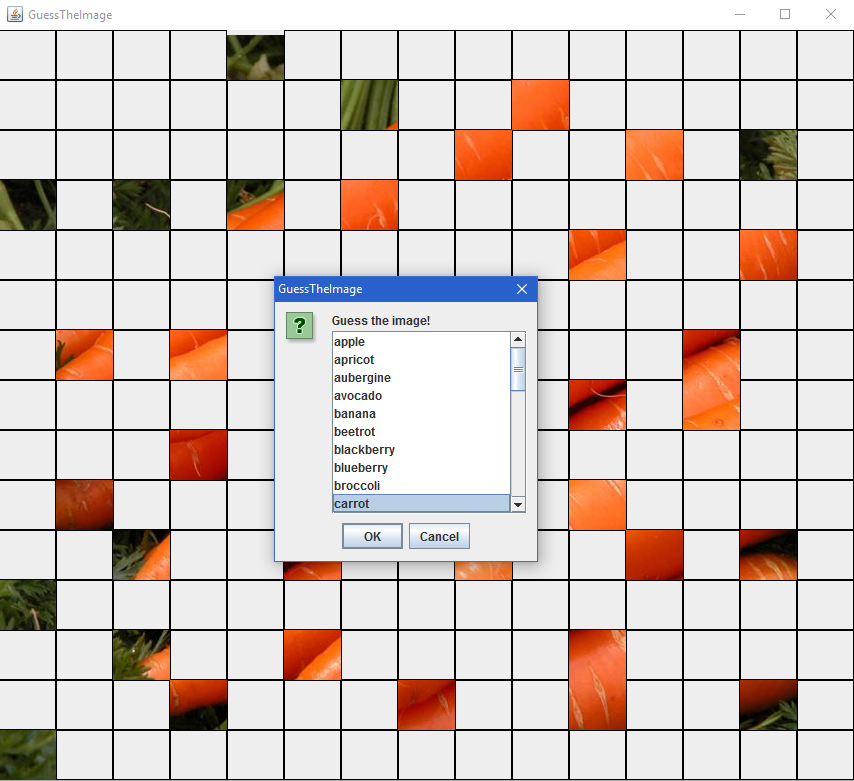 GuessTheImage
GuessTheImage
?
Guess the image!
apple
apricot
aubergine
avocado
banana
beetrot
blackberry
blueberry
broccoli
carrot
OK
Cancel